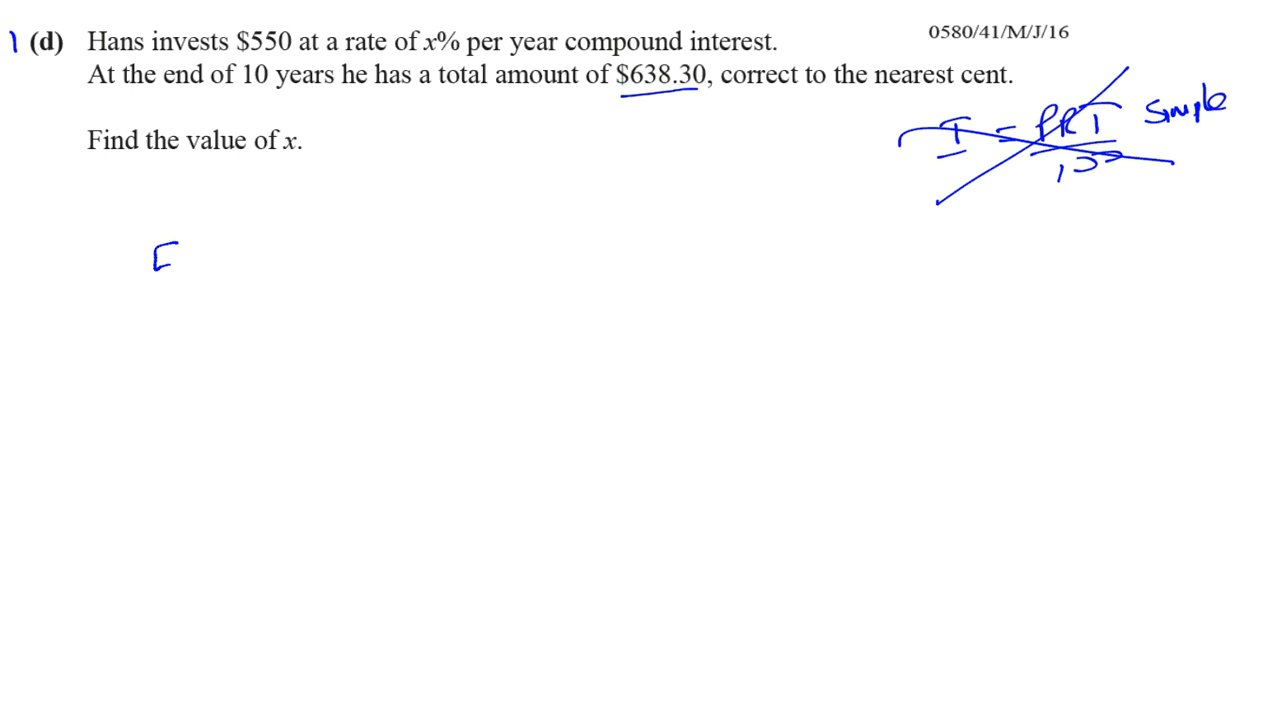 1 (d) Hans invests $550 at a rate of x% per year compound interest.
0580/41/M/J/16
At the end of 10 years he has a total amount of $638.30, correct to the nearest cent.
I = PRT/100 Simple
Find the value of x.